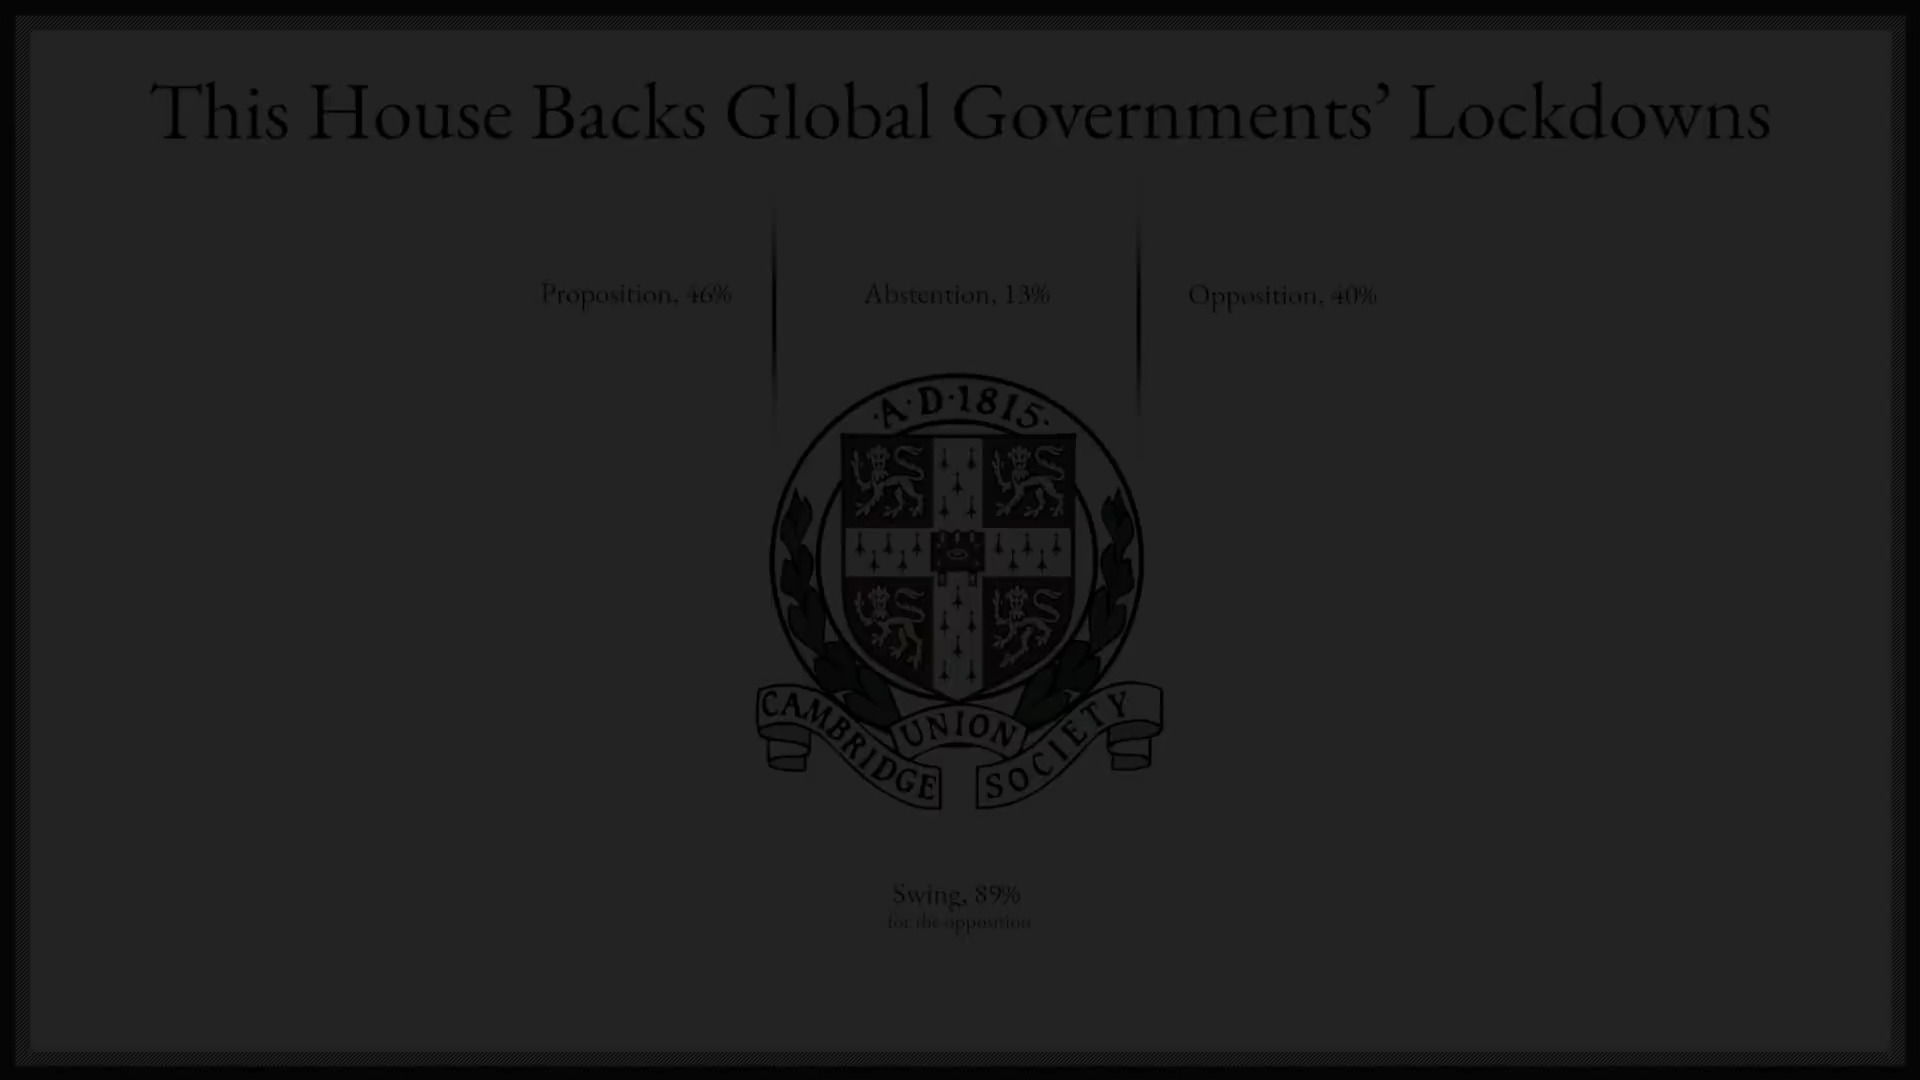 This House Backs Global Governments’ Lockdowns
Proposition, 46%
Abstention, 13%
Opposition, 40%
·A·D·1815·
CAMBRIDGE UNION SOCIETY
Swing, 89%
for the opposition